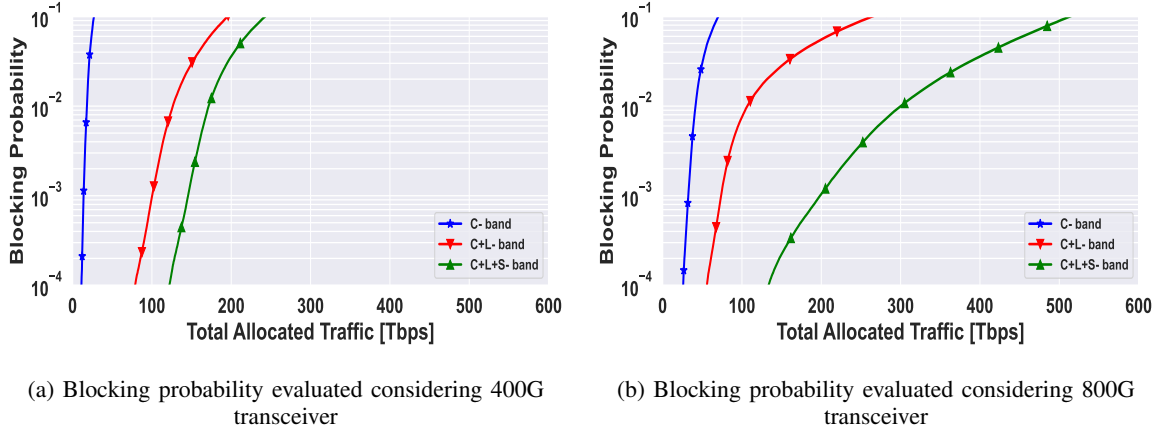 Blocking Probability
10⁻¹
10⁻²
10⁻³
10⁻⁴
0 100 200 300 400 500 600
Total Allocated Traffic [Tbps]
C- band
C+L- band
C+L+S- band
(a) Blocking probability evaluated considering 400G
transceiver
Blocking Probability
10⁻¹
10⁻²
10⁻³
10⁻⁴
0 100 200 300 400 500 600
Total Allocated Traffic [Tbps]
C- band
C+L- band
C+L+S- band
(b) Blocking probability evaluated considering 800G
transceiver